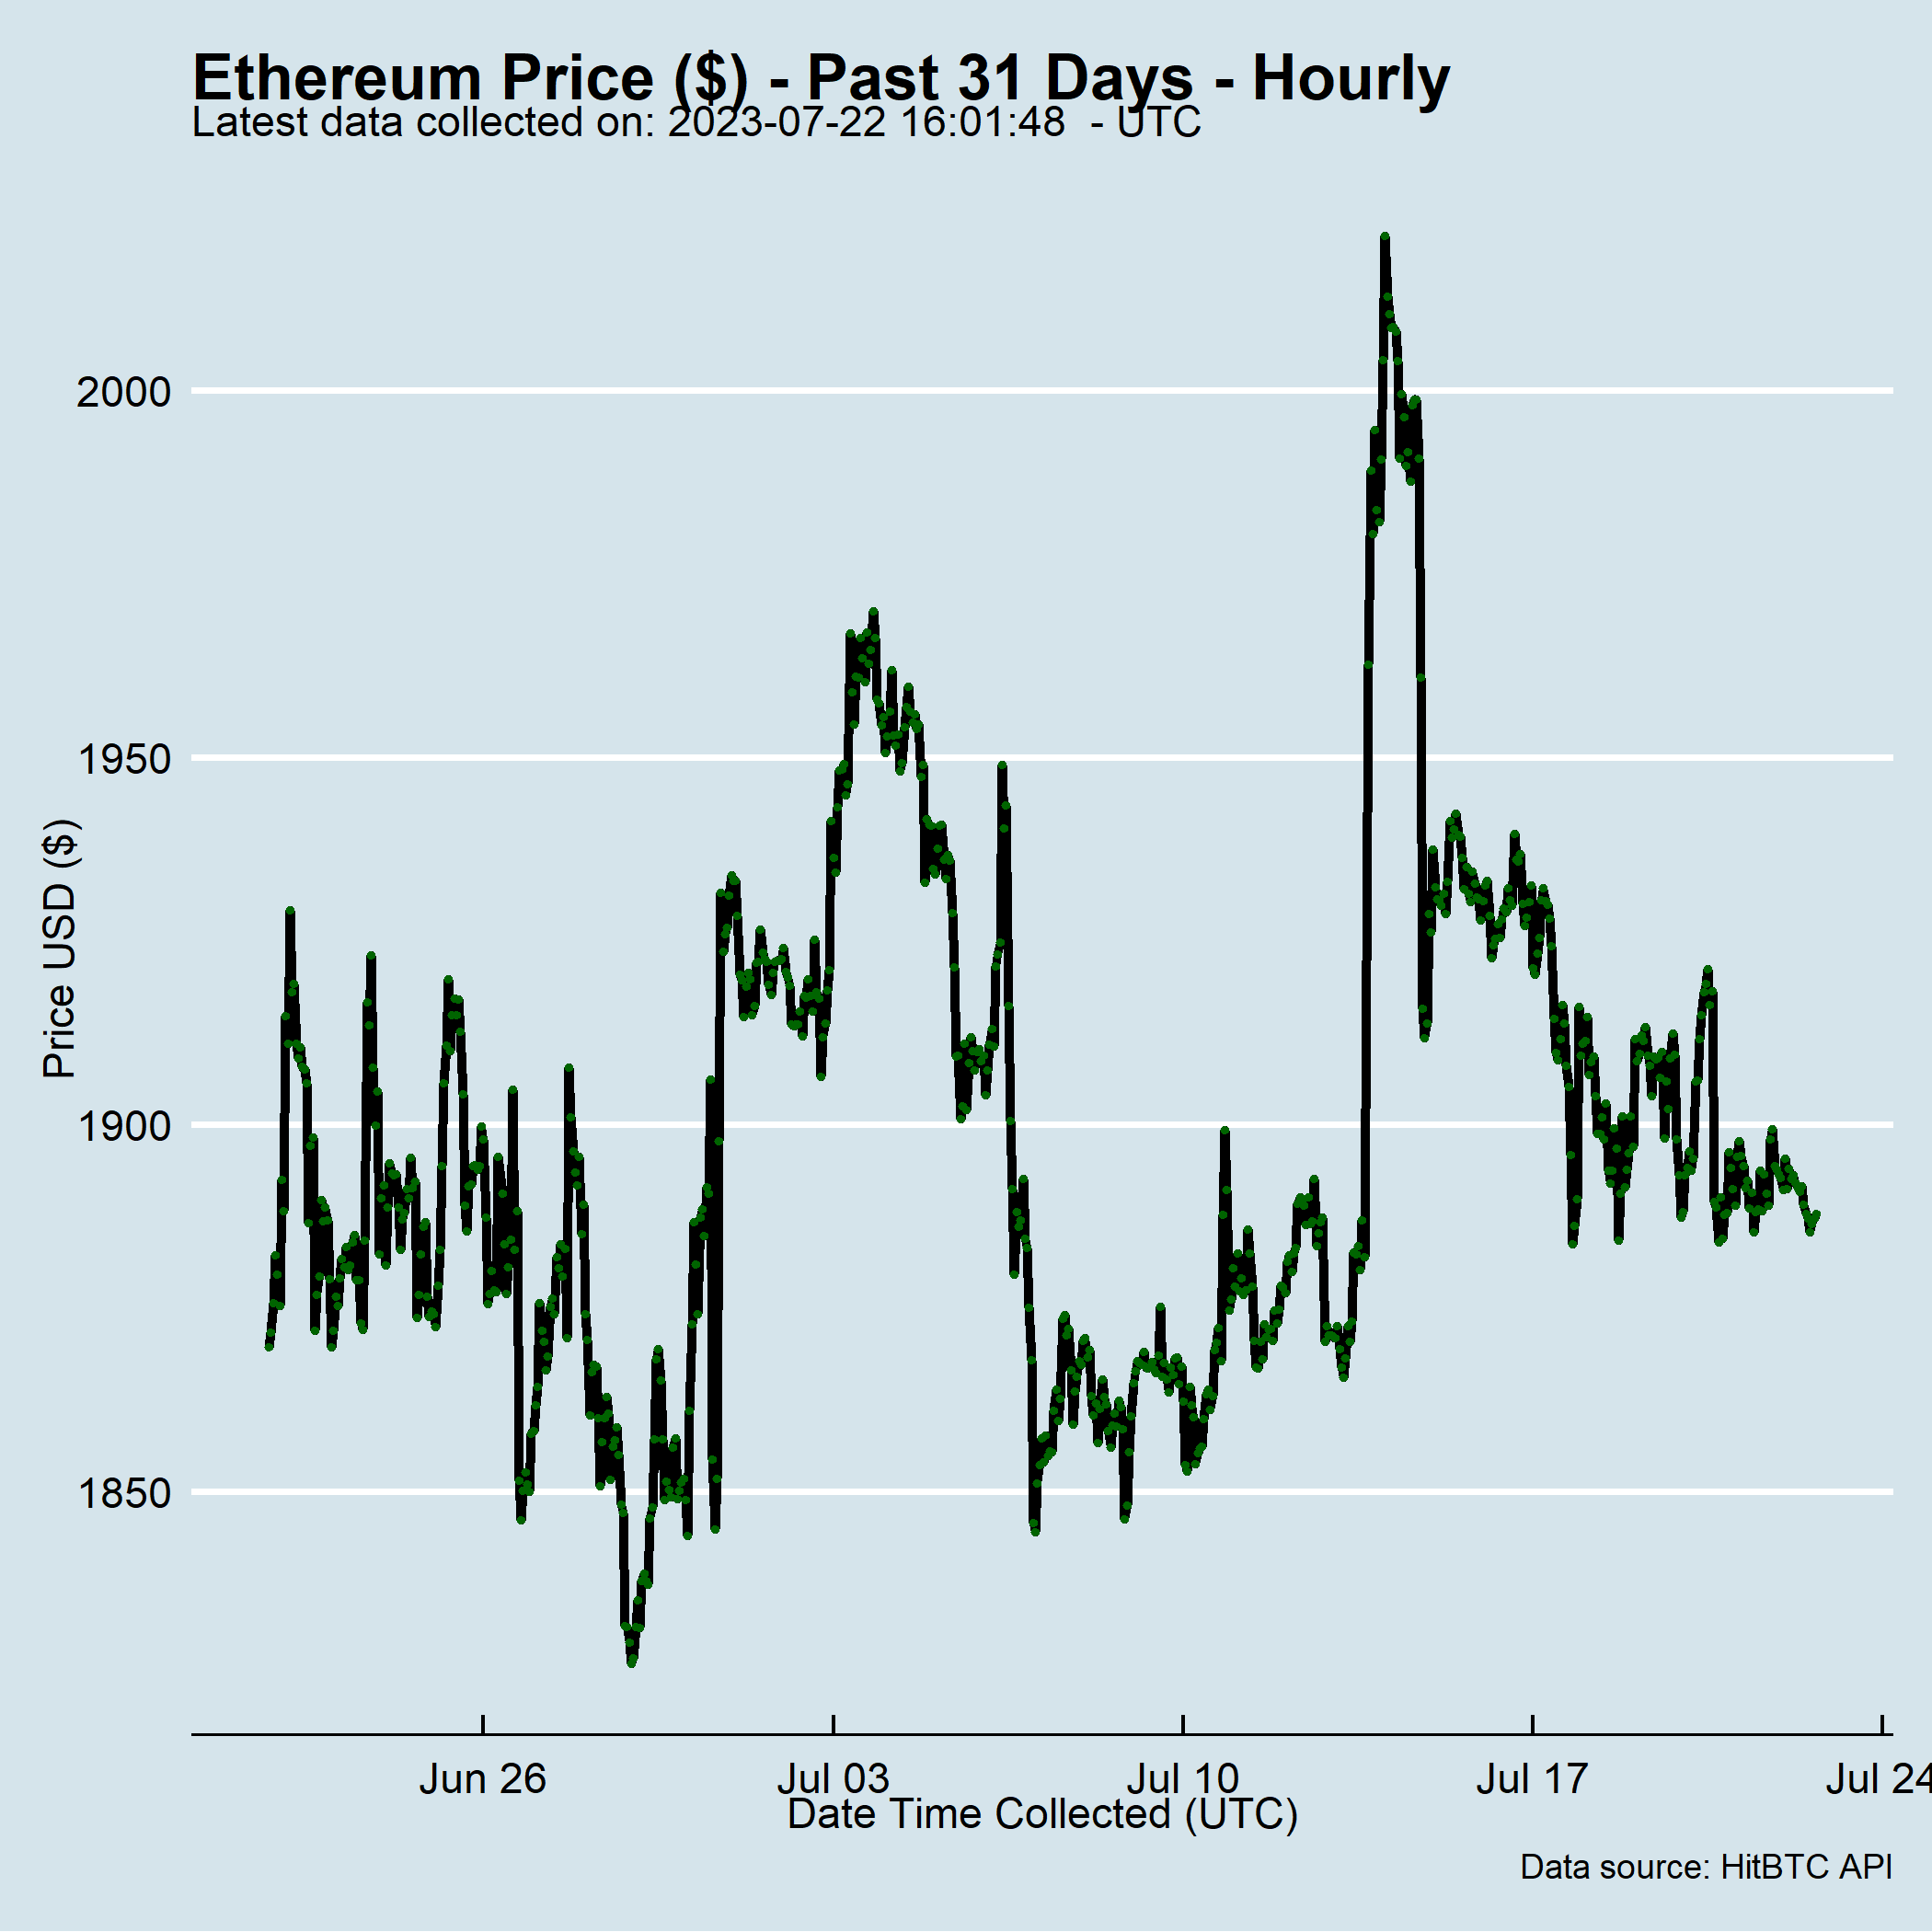 Ethereum Price ($) - Past 31 Days - Hourly
Latest data collected on: 2023-07-22 16:01:48  - UTC
2000
1950
1900
1850
Price USD ($)
Jun 26
Jul 03
Jul 10
Jul 17
Jul 24
Date Time Collected (UTC)
Data source: HitBTC API